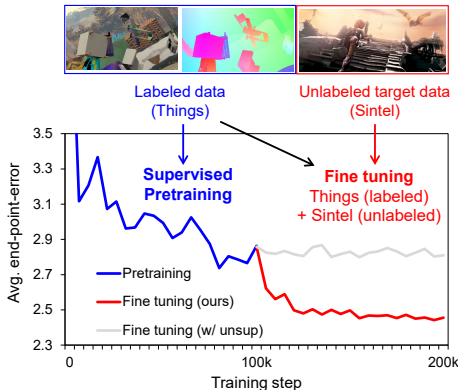 Labeled data
(Things)
Unlabeled target data
(Sintel)
Supervised
Pretraining
Fine tuning
Things (labeled)
+ Sintel (unlabeled)
Avg. end-point-error
3.5
3.3
3.1
2.9
2.7
2.5
2.3
Pretraining
Fine tuning (ours)
Fine tuning (w/ unsup)
0
100k
200k
Training step